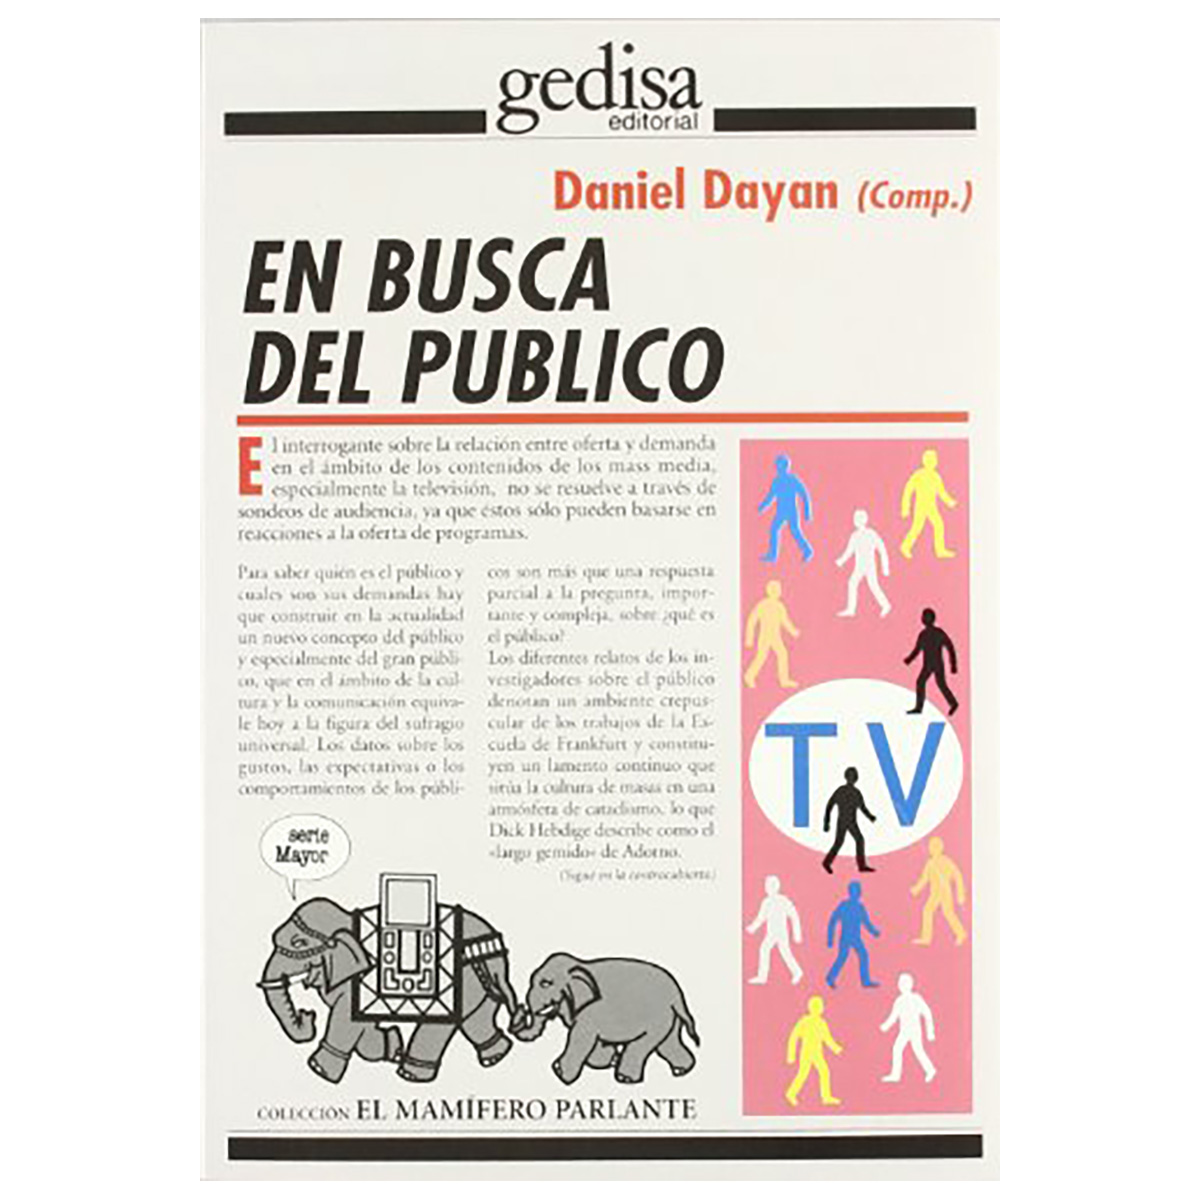 gedisa
editorial
Daniel Dayan (Comp.)
EN BUSCA
DEL PUBLICO
El interrogante sobre la relación entre oferta y demanda
en el ámbito de los contenidos de los mass media,
especialmente la televisión, no se resuelve a través de
sondeos de audiencia, ya que éstos sólo pueden basarse en
reacciones a la oferta de programas.
Para saber quién es el público y
cuales son sus demandas hay
que construir en la actualidad
un nuevo concepto del público
y especialmente del gran públi-
co, que en el ámbito de la cul-
tura y la comunicación equiva-
le hoy a la figura del sufragio
universal. Los datos sobre los
gustos, las expectativas o los
comportamientos de los públi-
cos son más que una respuesta
parcial a la pregunta, impor-
tante y compleja, sobre ¿qué es
el público?
Los diferentes relatos de los in-
vestigadores sobre el público
denotan un ambiente crepus-
cular de los trabajos de la Es-
cuela de Frankfurt y constitu-
yen un lamento continuo que
sitúa la cultura de masas en una
atmósfera de cataclismo, lo que
Dick Hebdige describe como el
«largo gemido» de Adorno.
(Sigue en la contracubierta)
TV
serie
Mayor
COLECCIÓN EL MAMÍFERO PARLANTE